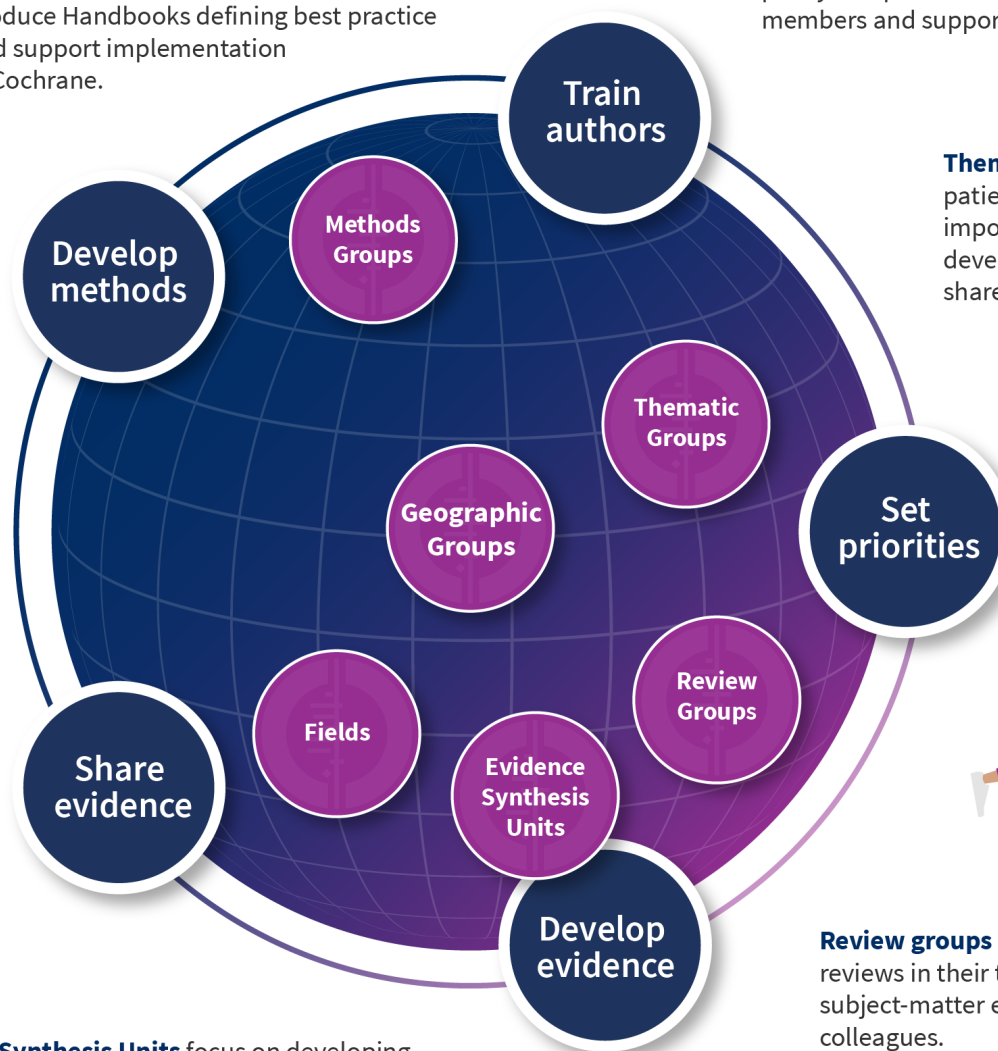 duce Handbooks defining best practice
support implementation
Cochrane.
members and suppor
Train
authors
Develop
methods
Methods
Groups
Thematic
Groups
Geographic
Groups
Set
priorities
Review
Groups
Fields
Evidence
Synthesis
Units
Share
evidence
Develop
evidence
Then
patie
impo
deve
share
Review groups
reviews in their t
subject-matter e
colleagues.
Synthesis Units focus on developing